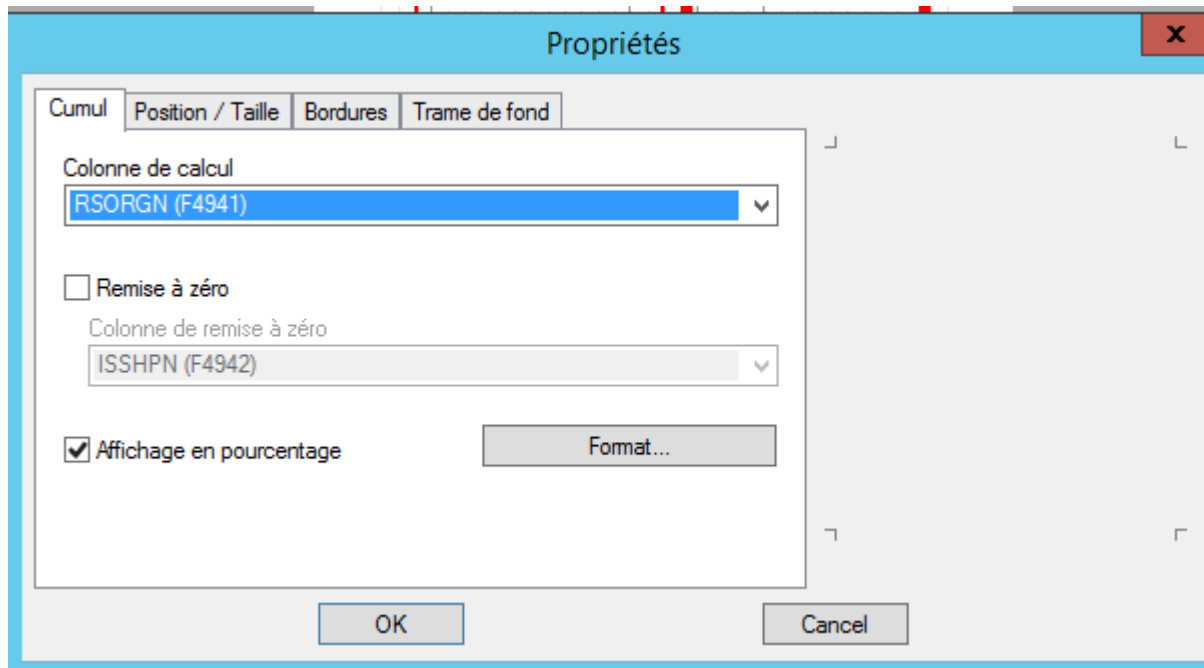 Propriétés
x
Cumul
Position / Taille
Bordures
Trame de fond
Colonne de calcul
RSORGN (F4941)
Remise à zéro
Colonne de remise à zéro
ISSHPN (F4942)
Affichage en pourcentage
Format...
OK
Cancel